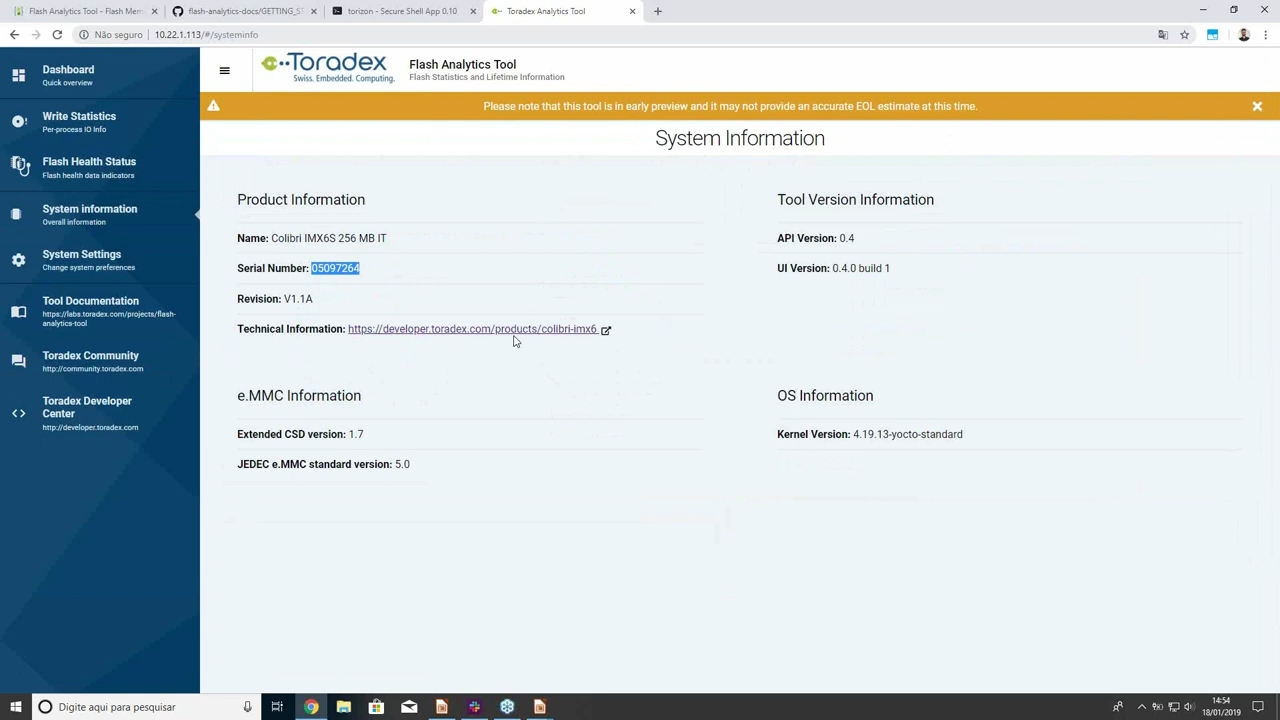 Flash Analytics Tool - Flash Mem
flash-analytics-docs/GETTING_ST
torizon - Secure Shell App 0.10
Toradex Analytics Tool
Não seguro
10.22.1.113/#/systeminfo
Dashboard
Quick overview
Write Statistics
Per-process IO Info
Flash Health Status
Flash health data indicators
System information
Overall information
System Settings
Change system preferences
Tool Documentation
https://labs.toradex.com/projects/flash-
analytics-tool
Toradex Community
http://community.toradex.com
Toradex Developer
Center
http://developer.toradex.com
Toradex
Swiss. Embedded. Computing.
Flash Analytics Tool
Flash Statistics and Lifetime Information
Please note that this tool is in early preview and it may not provide an accurate EOL estimate at this time.
System Information
Product Information
Name: Colibri IMX6S 256 MB IT
Serial Number: 05097264
Revision: V1.1A
Technical Information: https://developer.toradex.com/products/colibri-imx6
Tool Version Information
API Version: 0.4
UI Version: 0.4.0 build 1
e.MMC Information
Extended CSD version: 1.7
JEDEC e.MMC standard version: 5.0
OS Information
Kernel Version: 4.19.13-yocto-standard
Digite aqui para pesquisar
14:54
18/01/2019